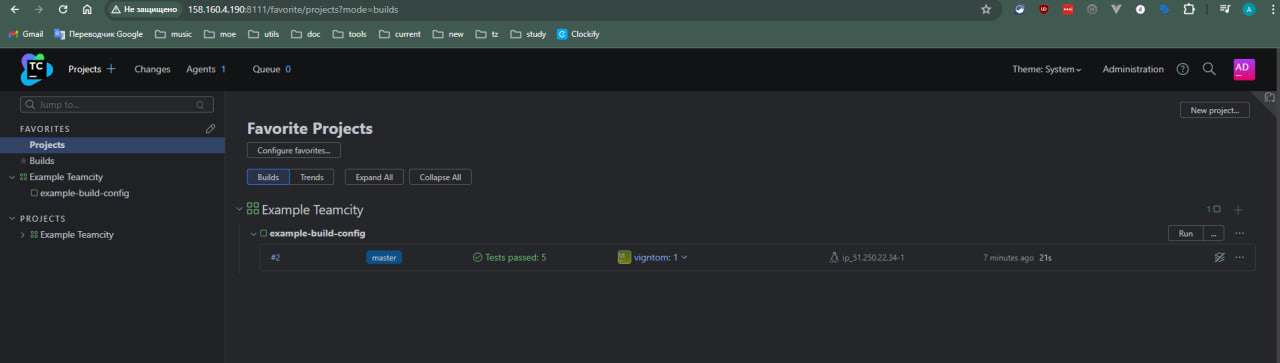 Не защищено 158.160.4.190:8111/favorite/projects?mode=builds
Gmail Переводчик Google music moe utils doc tools current new tz study Clockify
TC Projects Changes Agents 1 Queue 0 Theme: System Administration AD
Jump to...
New project...
FAVORITES
Projects
Builds
Example Teamcity
example-build-config
PROJECTS
Example Teamcity
Favorite Projects
Configure favorites...
Builds Trends Expand All Collapse All
Example Teamcity 1
example-build-config Run ...
#2 master Tests passed: 5 VI vigntom: 1 ip_51.250.22.34-1 7 minutes ago 21s